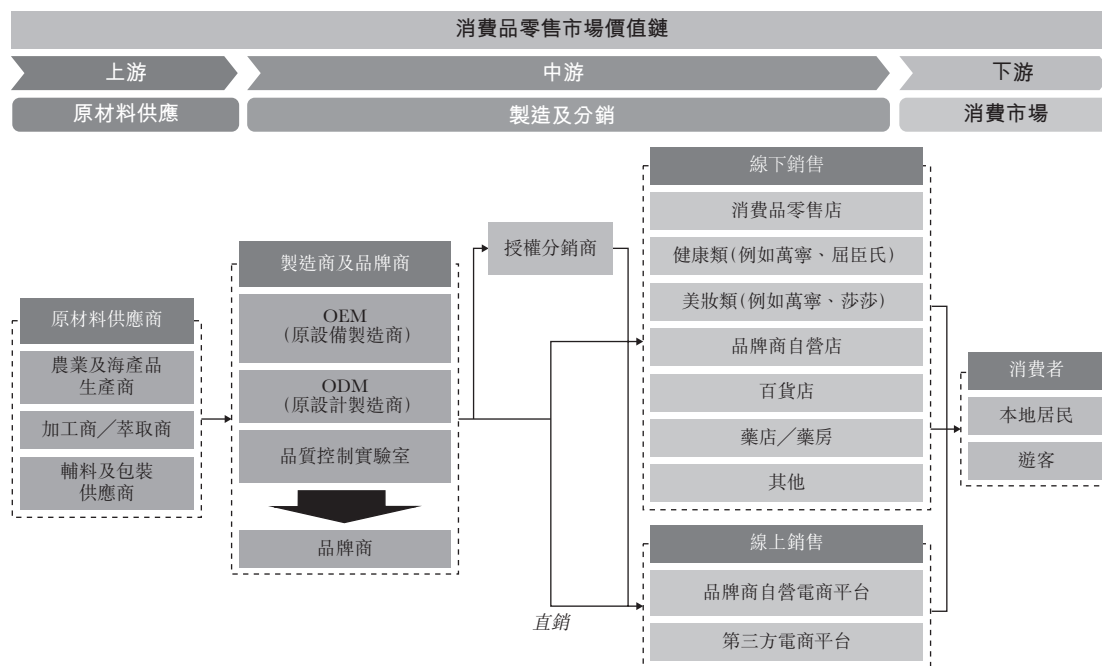 消費品零售市場價值鏈
上游
中游
下游
原材料供應
製造及分銷
消費市場
原材料供應商
農業及海產品
生產商
加工商／萃取商
輔料及包裝
供應商
製造商及品牌商
OEM
(原設備製造商)
ODM
(原設計製造商)
品質控制實驗室
品牌商
授權分銷商
直銷
線下銷售
消費品零售店
健康類(例如萬寧、屈臣氏)
美妝類(例如萬寧、莎莎)
品牌商自營店
百貨店
藥店／藥房
其他
線上銷售
品牌商自營電商平台
第三方電商平台
消費者
本地居民
遊客